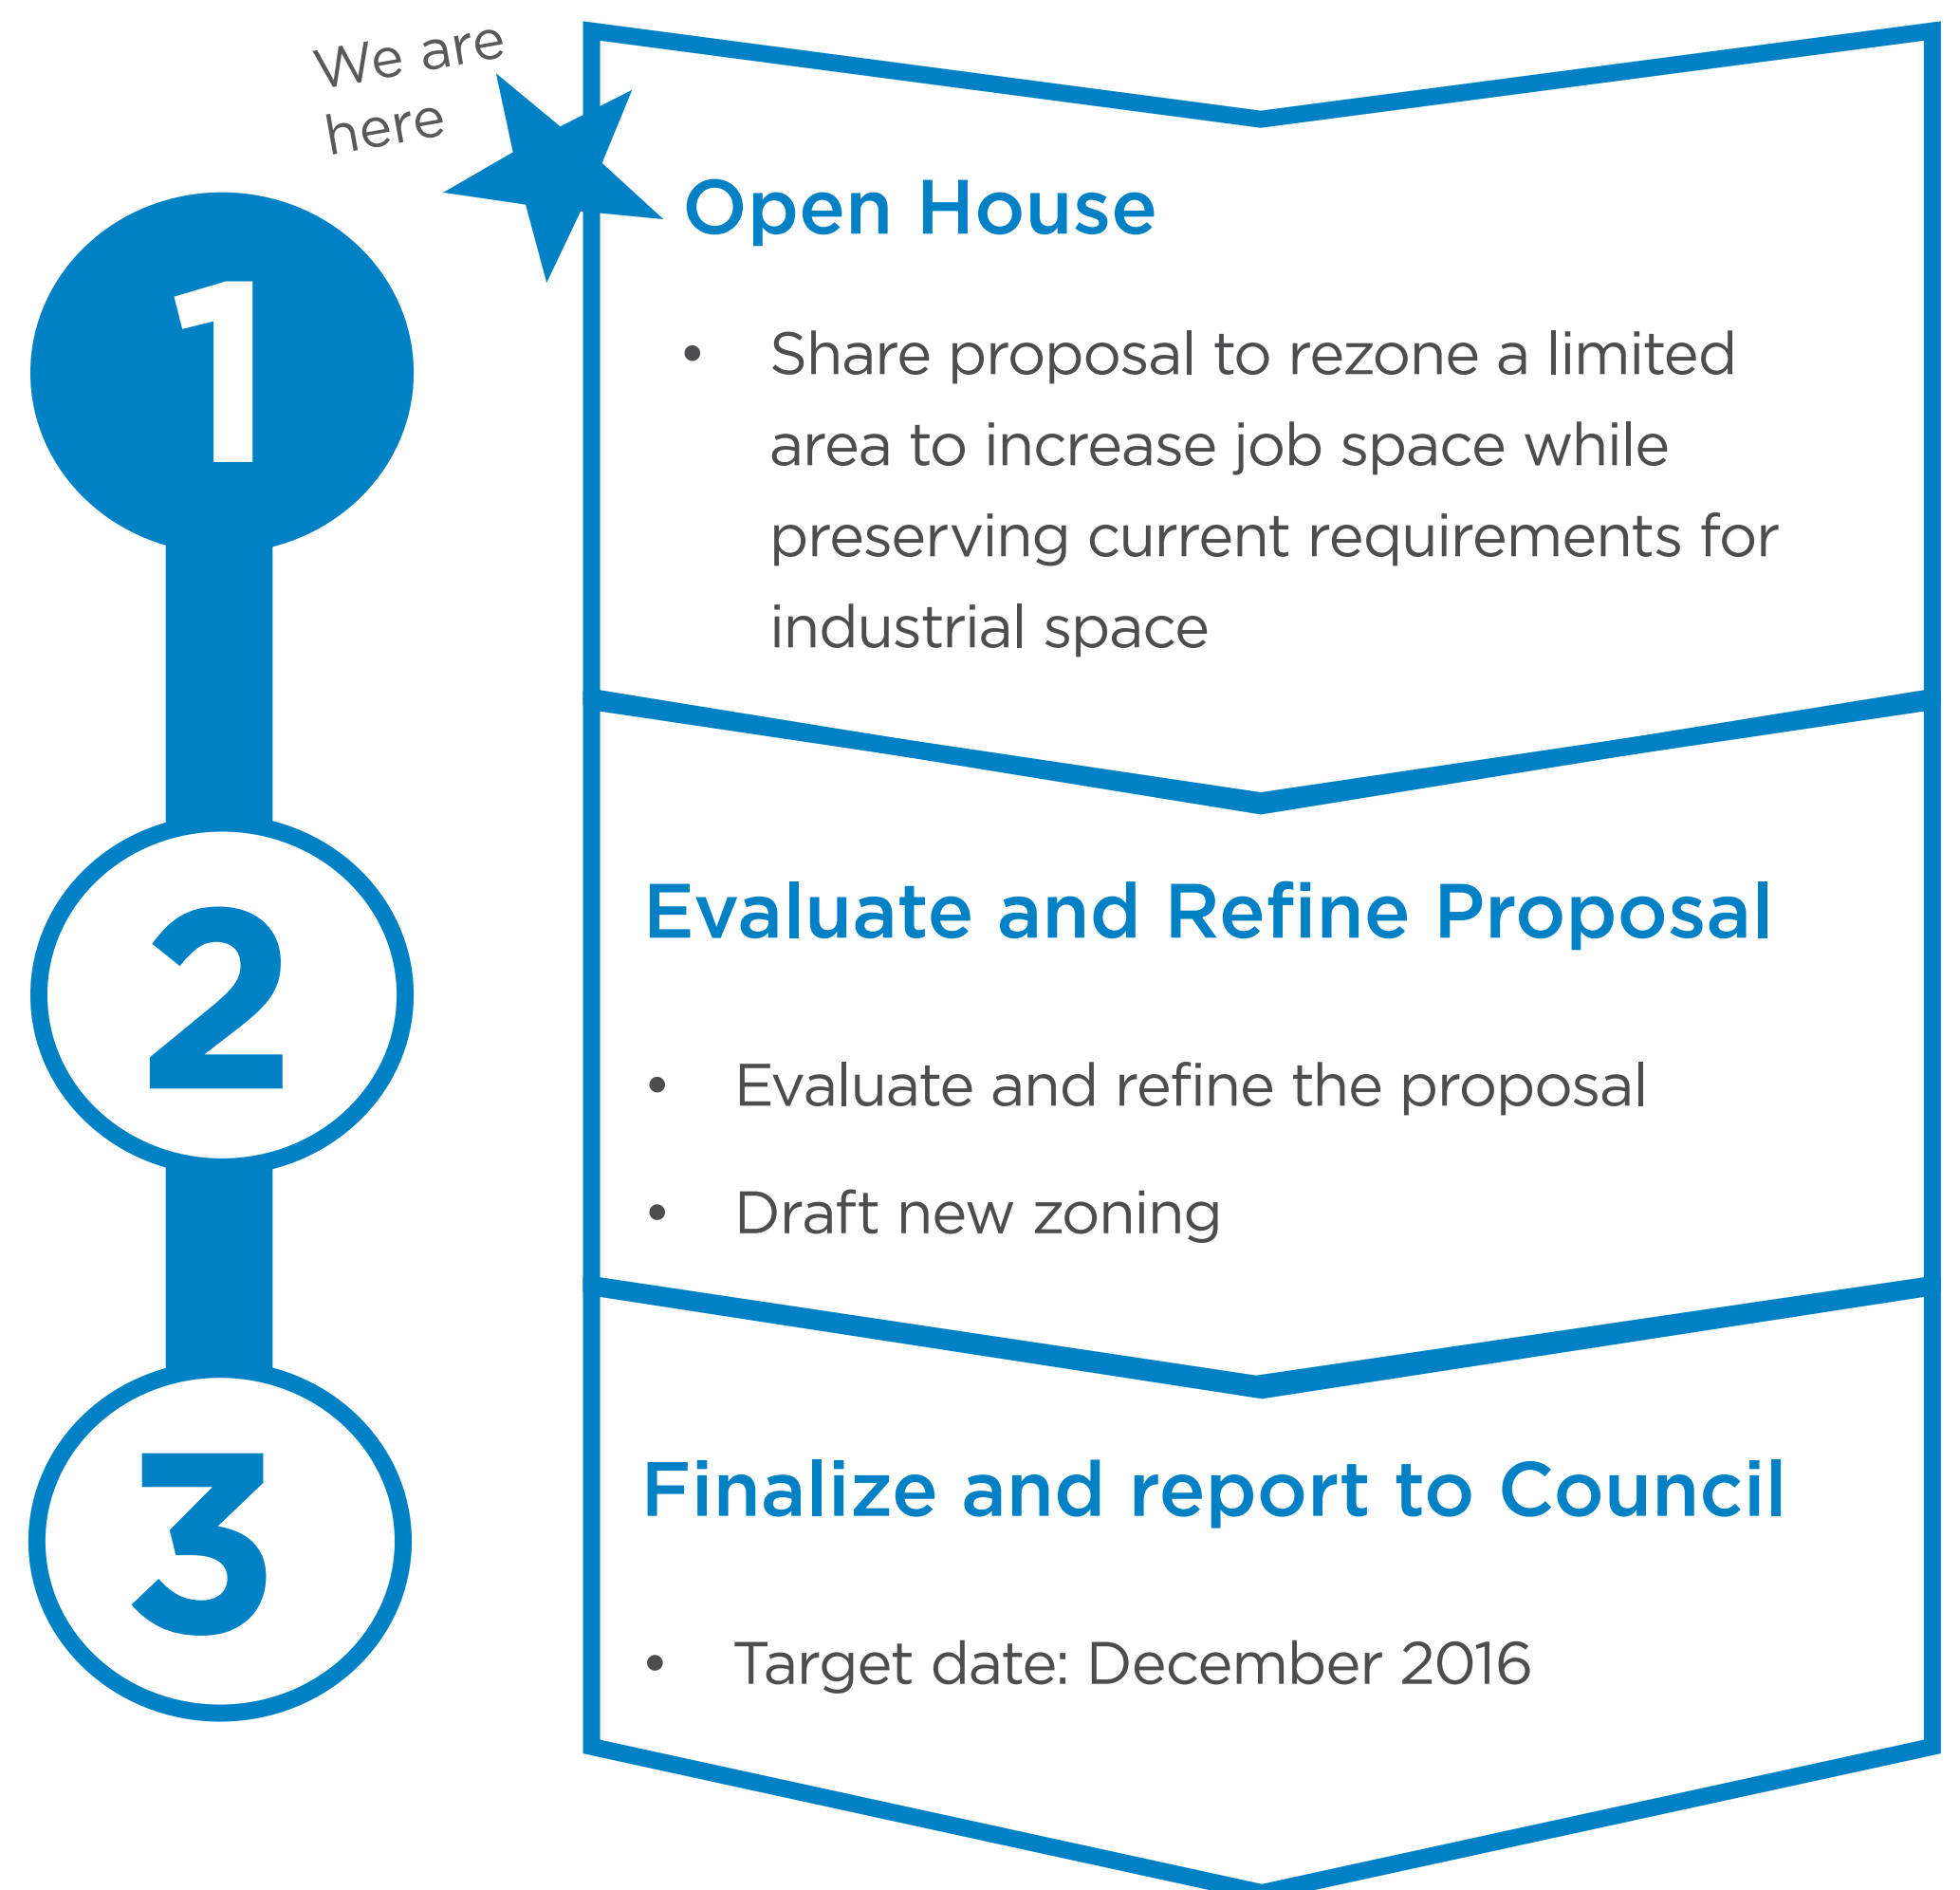 We are
here
1
Open House
• Share proposal to rezone a limited
area to increase job space while
preserving current requirements for
industrial space
2
Evaluate and Refine Proposal
• Evaluate and refine the proposal
• Draft new zoning
3
Finalize and report to Council
• Target date: December 2016